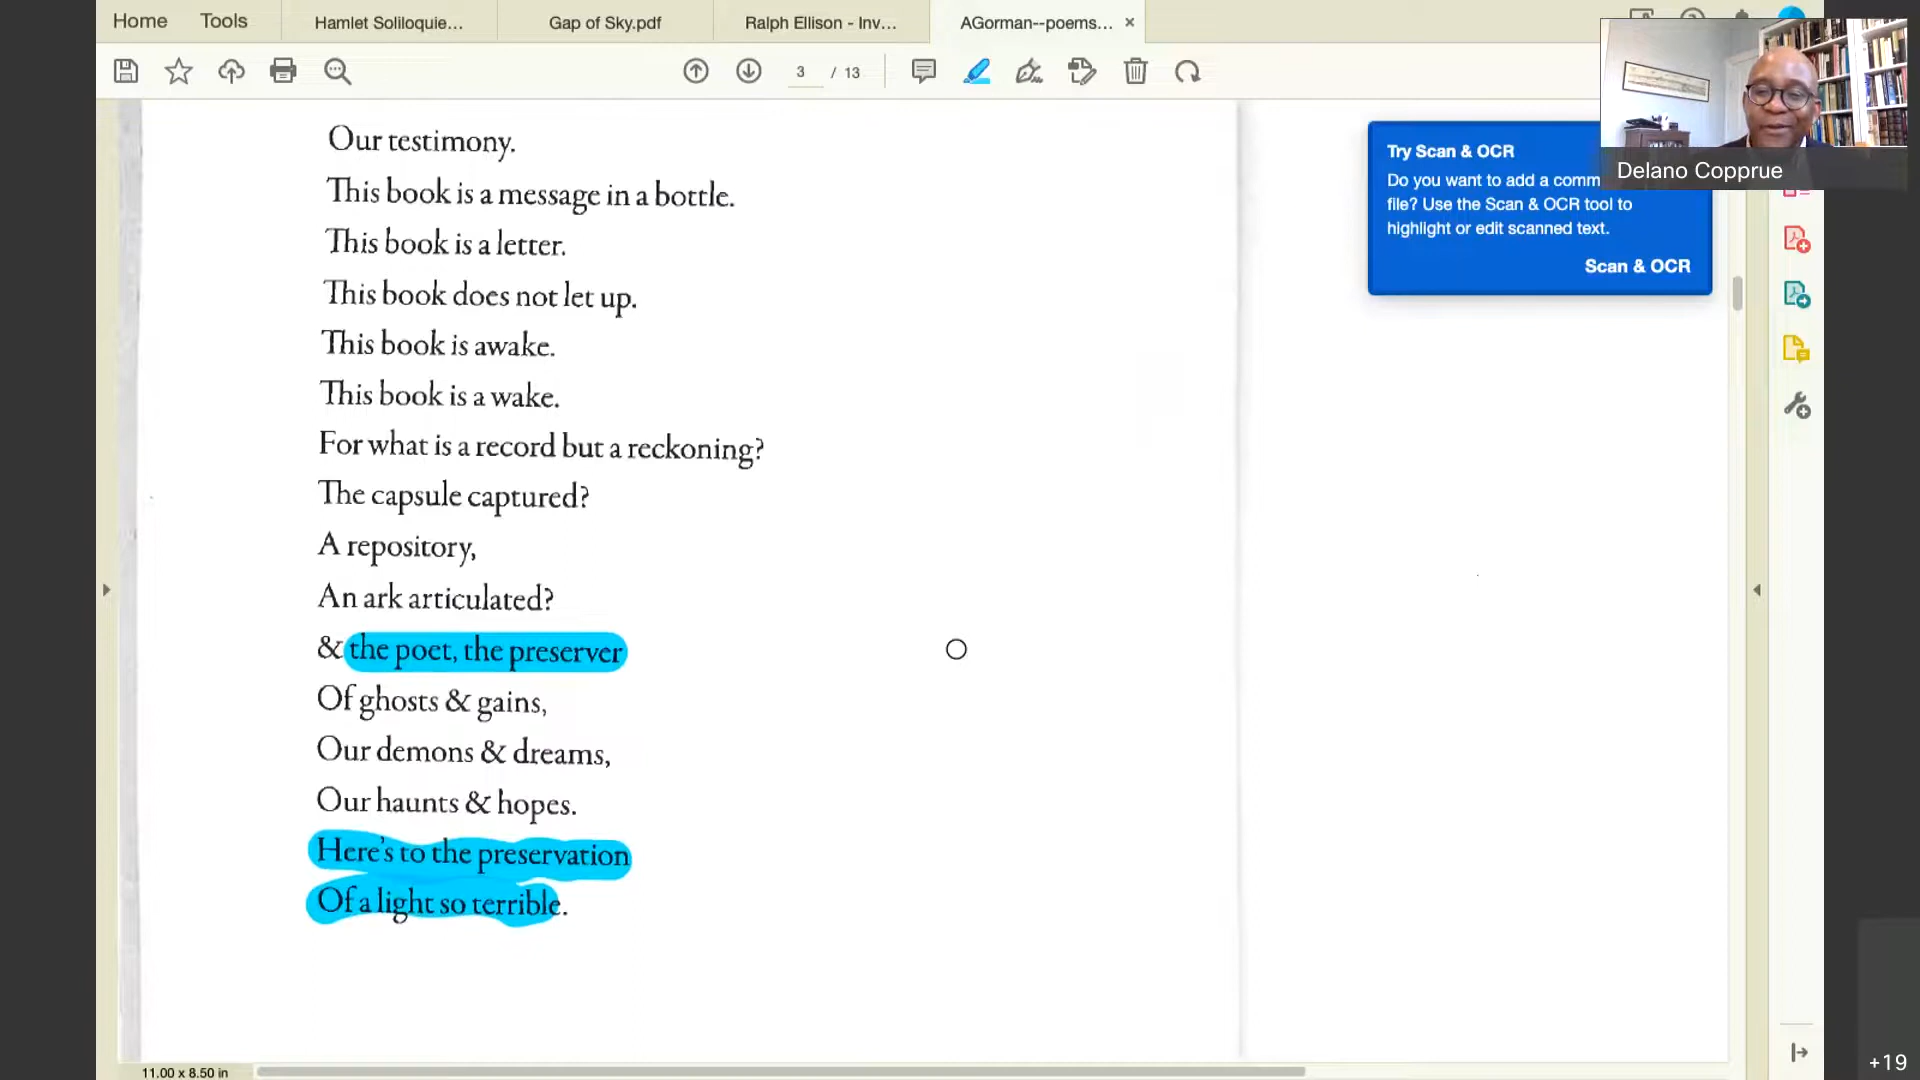 Home Tools Hamlet Soliloquie... Gap of Sky.pdf Ralph Ellison - Inv... AGorman--poems... ×
3 / 13
Our testimony.
This book is a message in a bottle.
This book is a letter.
This book does not let up.
This book is awake.
This book is a wake.
For what is a record but a reckoning?
The capsule captured?
A repository,
An ark articulated?
& the poet, the preserver
Of ghosts & gains,
Our demons & dreams,
Our haunts & hopes.
Here's to the preservation
Of a light so terrible.
Try Scan & OCR
Do you want to add a comm
file? Use the Scan & OCR tool to
highlight or edit scanned text.
Scan & OCR
Delano Copprue
11.00 x 8.50 in
+19